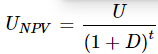 U_{NPV} = \frac{U}{(1 + D)^t}